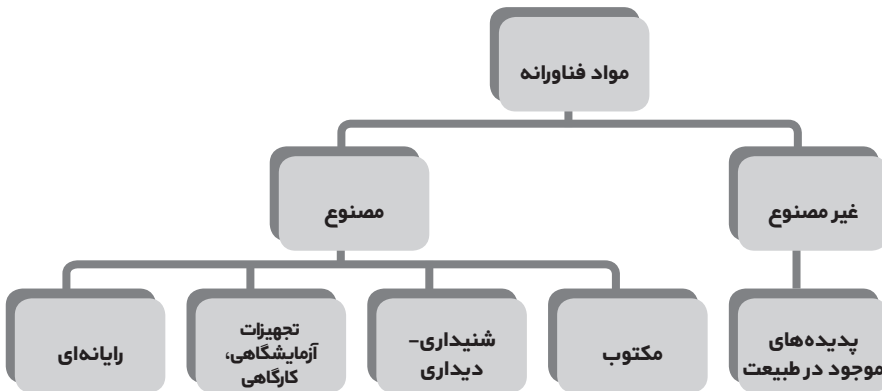 مواد فناورانه
غیر مصنوع
مصنوع
پدیده‌های
موجود در طبیعت
مکتوب
شنیداری-
دیداری
تجهیزات
آزمایشگاهی،
کارگاهی
رایانه‌ای